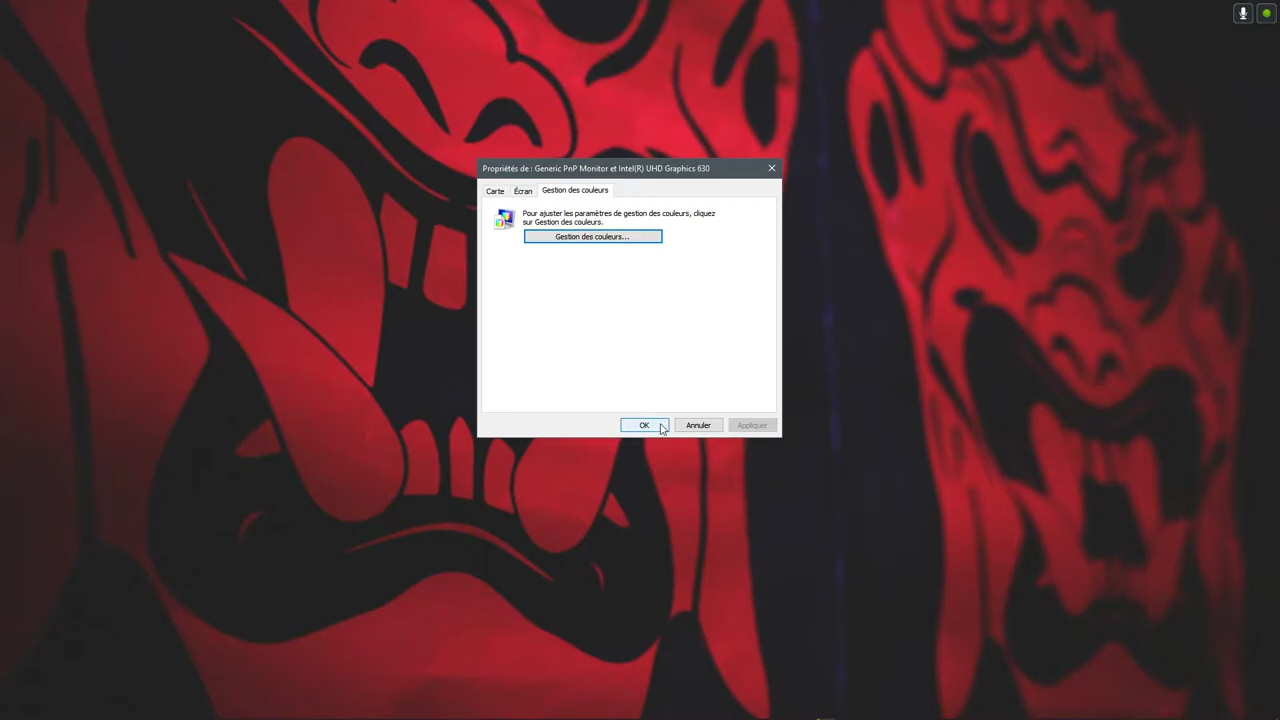 Propriétés de : Generic PnP Monitor et Intel(R) UHD Graphics 630
Carte
Écran
Gestion des couleurs
Pour ajuster les paramètres de gestion des couleurs, cliquez
sur Gestion des couleurs.
Gestion des couleurs...
OK
Annuler
Appliquer